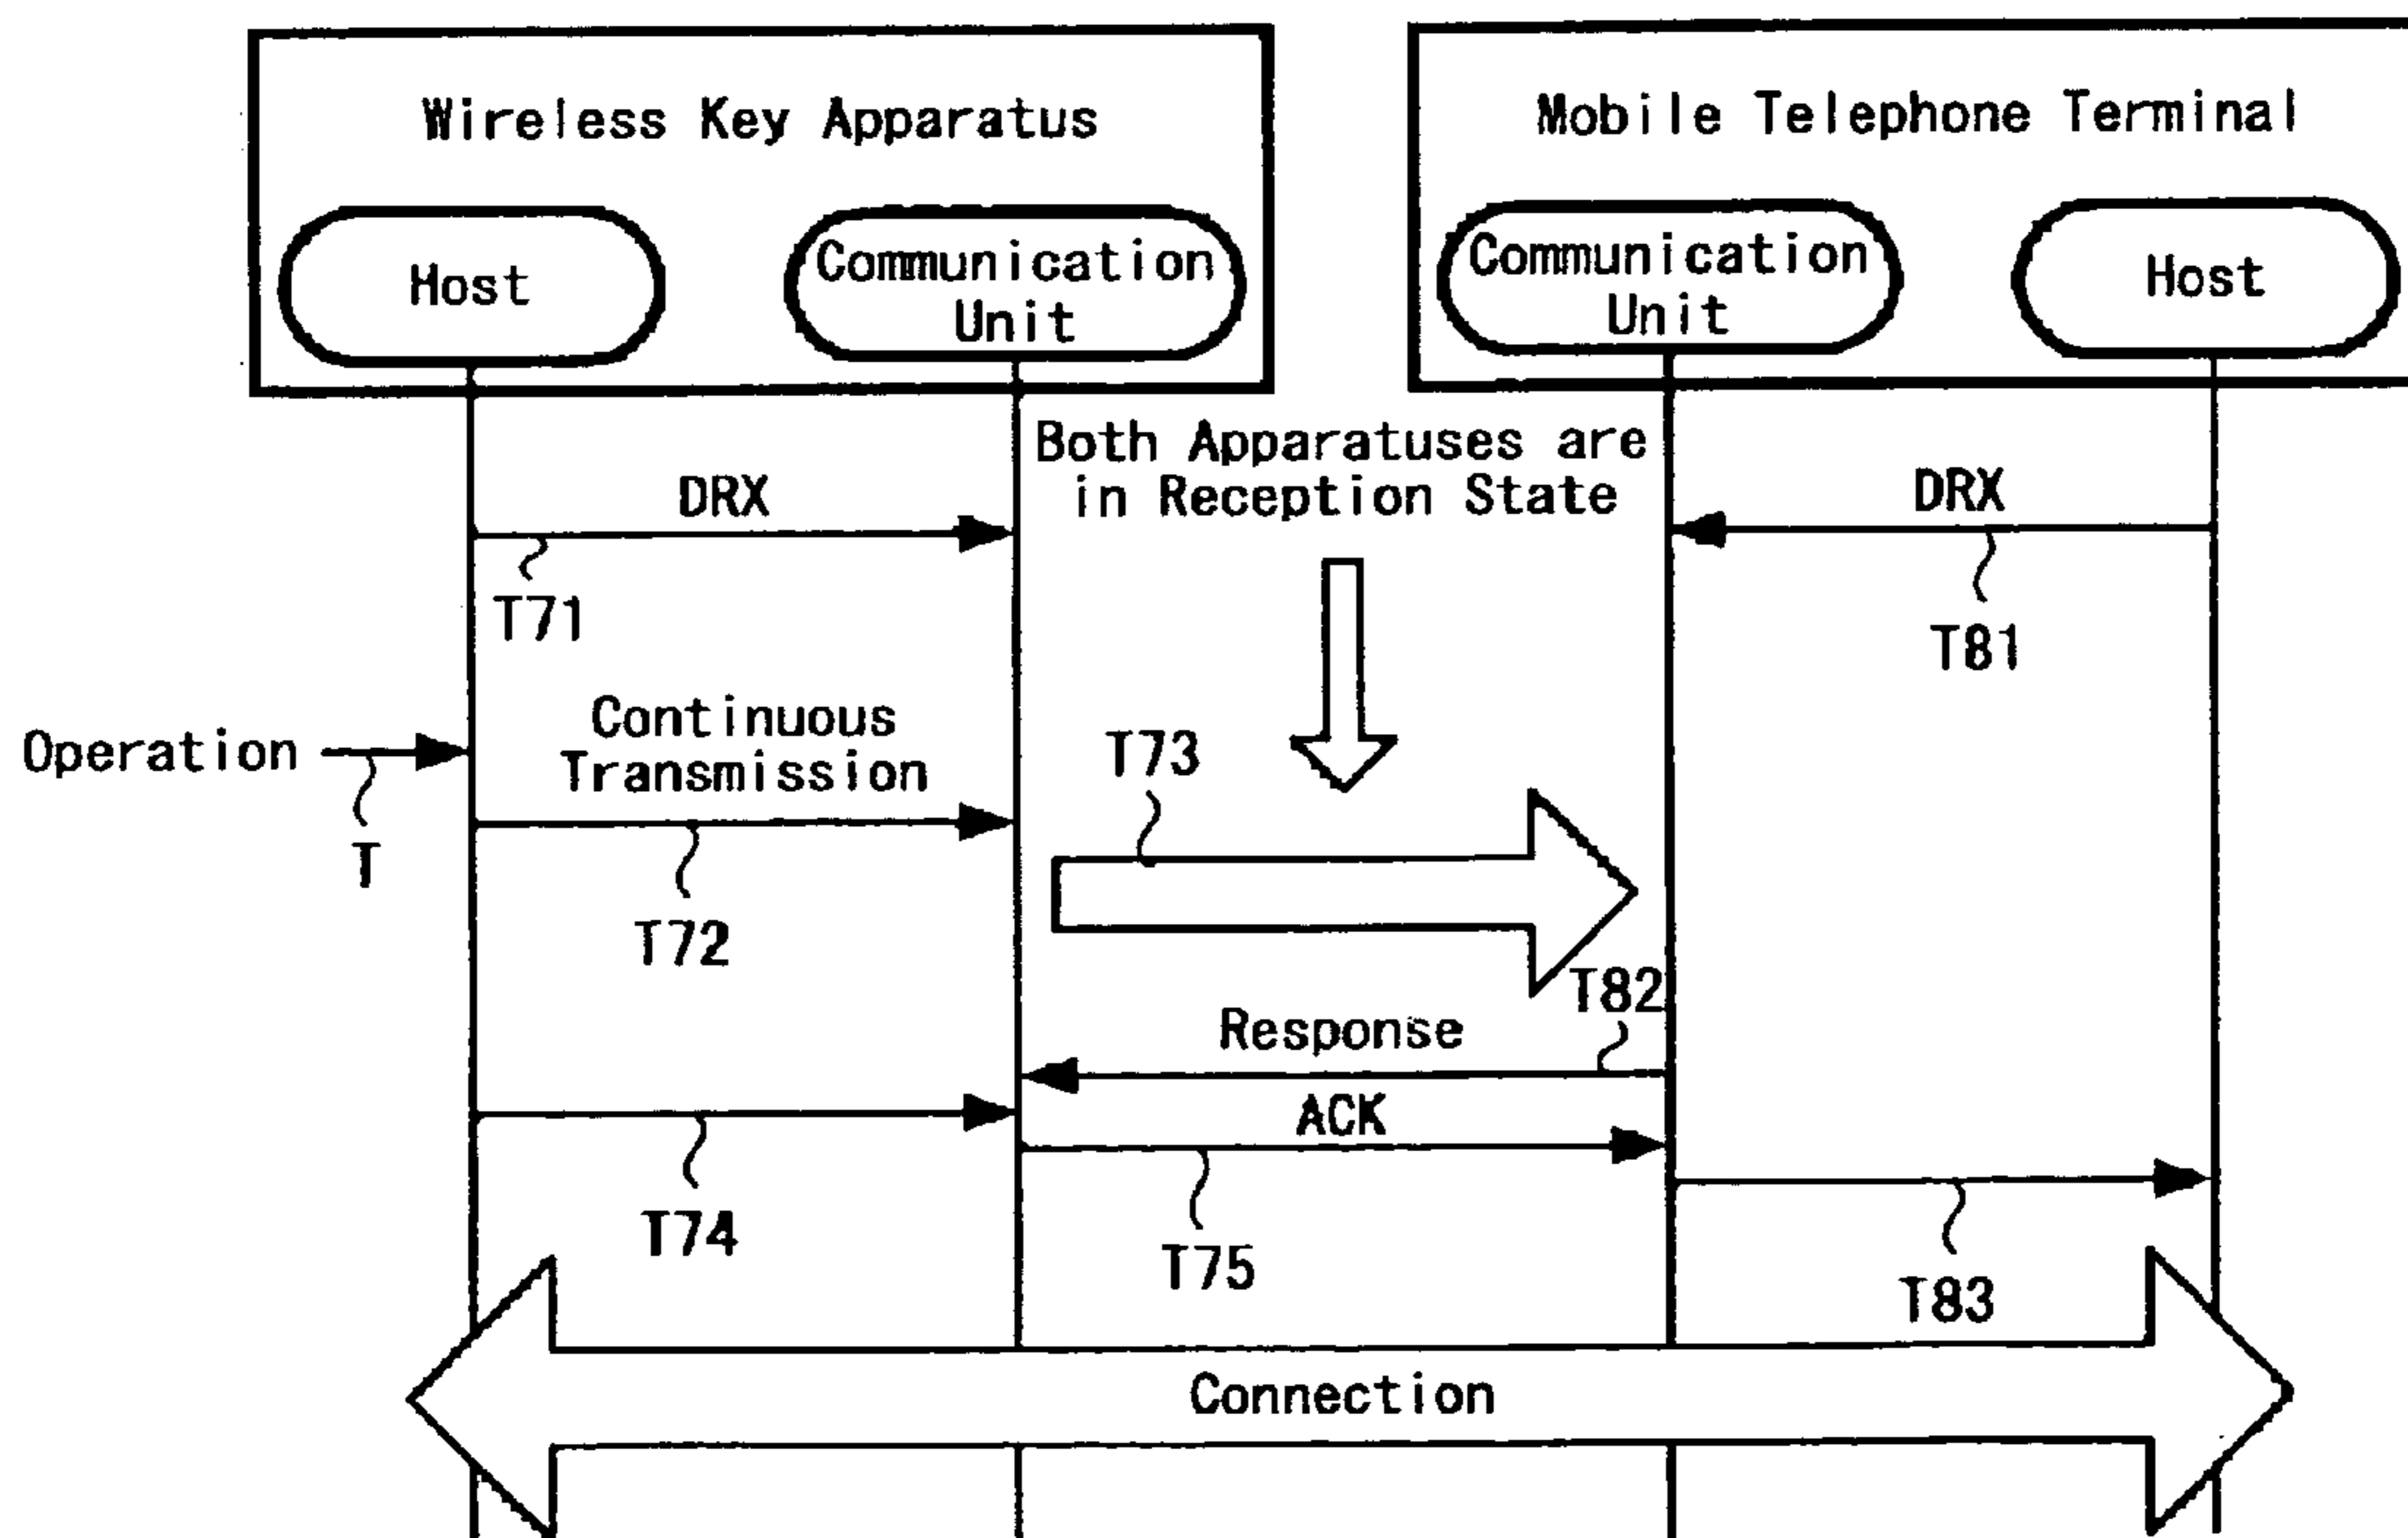 Wireless Key Apparatus
Mobile Telephone Terminal
Host
Communication
Unit
Communication
Unit
Host
Both Apparatuses are
in Reception State
DRX
DRX
T71
T81
Operation
Continuous
Transmission
T73
T
T72
T82
Response
ACK
T74
T75
T83
Connection